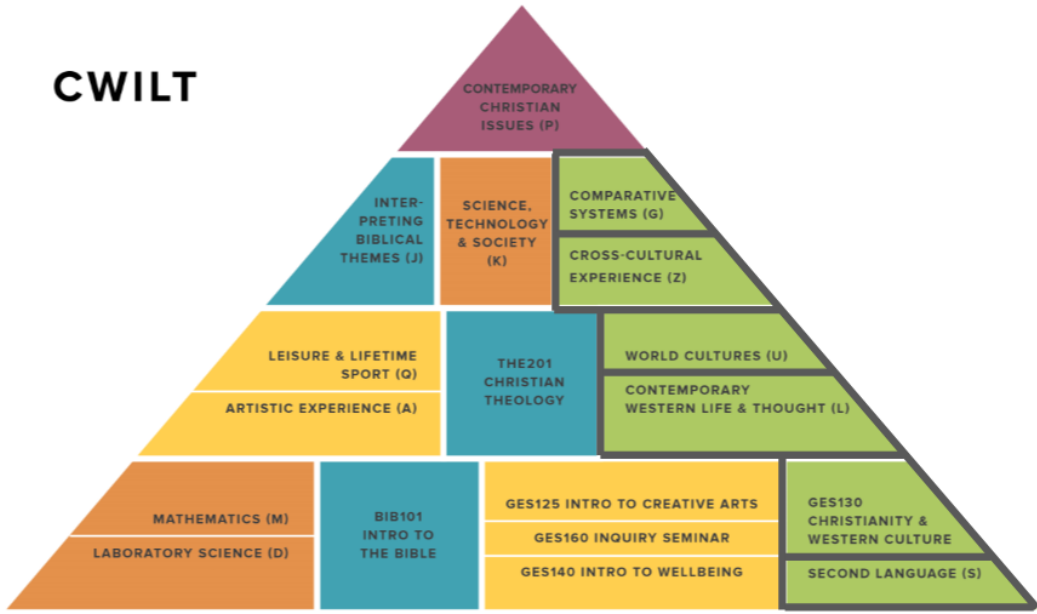 CWILT
CONTEMPORARY
CHRISTIAN
ISSUES (P)
INTER-
PRETING
BIBLICAL
THEMES (J)
SCIENCE,
TECHNOLOGY
& SOCIETY
(K)
COMPARATIVE
SYSTEMS (G)
CROSS-CULTURAL
EXPERIENCE (Z)
LEISURE & LIFETIME
SPORT (Q)
ARTISTIC EXPERIENCE (A)
THE201
CHRISTIAN
THEOLOGY
WORLD CULTURES (U)
CONTEMPORARY
WESTERN LIFE & THOUGHT (L)
MATHEMATICS (M)
LABORATORY SCIENCE (D)
BIB101
INTRO TO
THE BIBLE
GES125 INTRO TO CREATIVE ARTS
GES160 INQUIRY SEMINAR
GES140 INTRO TO WELLBEING
GES130
CHRISTIANITY &
WESTERN CULTURE
SECOND LANGUAGE (S)